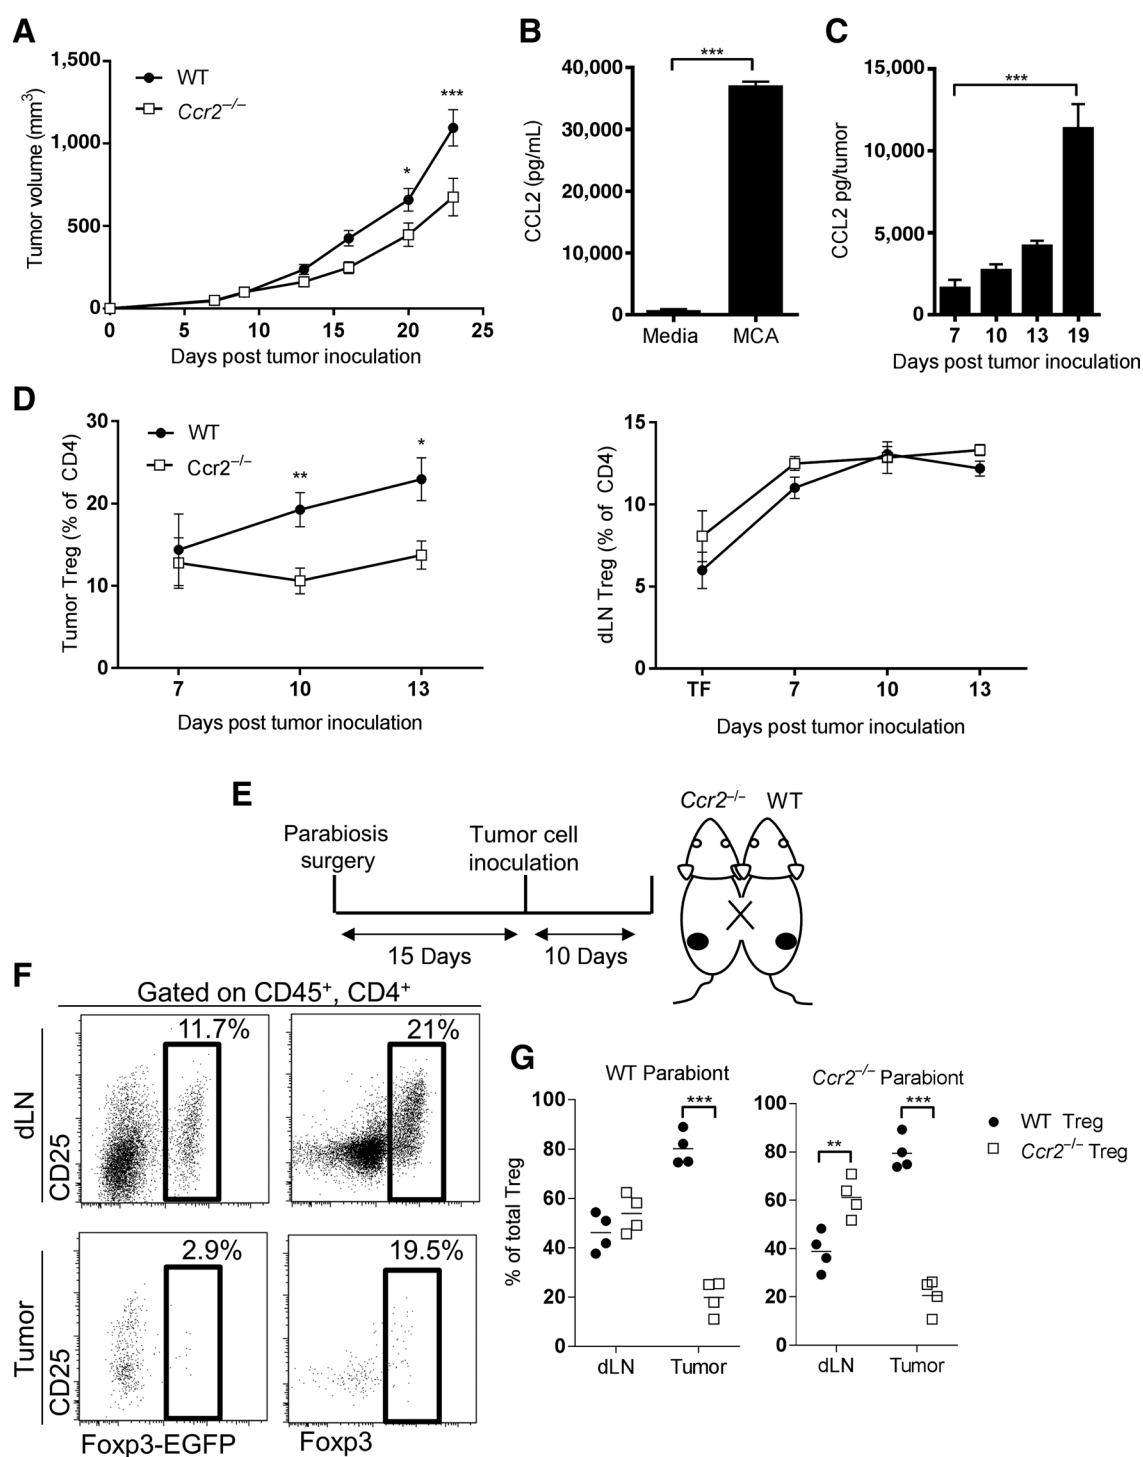 A
Tumor volume (mm³)
1,500
1,000
500
0
WT
Ccr2–/–
*
***
0 5 10 15 20 25
Days post tumor inoculation
B
***
CCL2 (pg/mL)
40,000
30,000
20,000
10,000
0
Media MCA
C
***
CCL2 pg/tumor
15,000
10,000
5,000
0
7 10 13 19
Days post tumor inoculation
D
Tumor Treg (% of CD4)
30
20
10
0
WT
Ccr2–/–
**
*
7 10 13
Days post tumor inoculation
dLN Treg (% of CD4)
15
10
5
0
TF 7 10 13
Days post tumor inoculation
E
Parabiosis
surgery
Tumor cell
inoculation
15 Days
10 Days
Ccr2–/– WT
F
Gated on CD45+, CD4+
dLN
CD25
11.7%
21%
Tumor
CD25
2.9%
19.5%
Foxp3-EGFP
Foxp3
G
WT Parabiont
% of total Treg
100
80
60
40
20
0
***
dLN Tumor
Ccr2–/– Parabiont
100
80
60
40
20
0
**
***
dLN Tumor
WT Treg
Ccr2–/– Treg